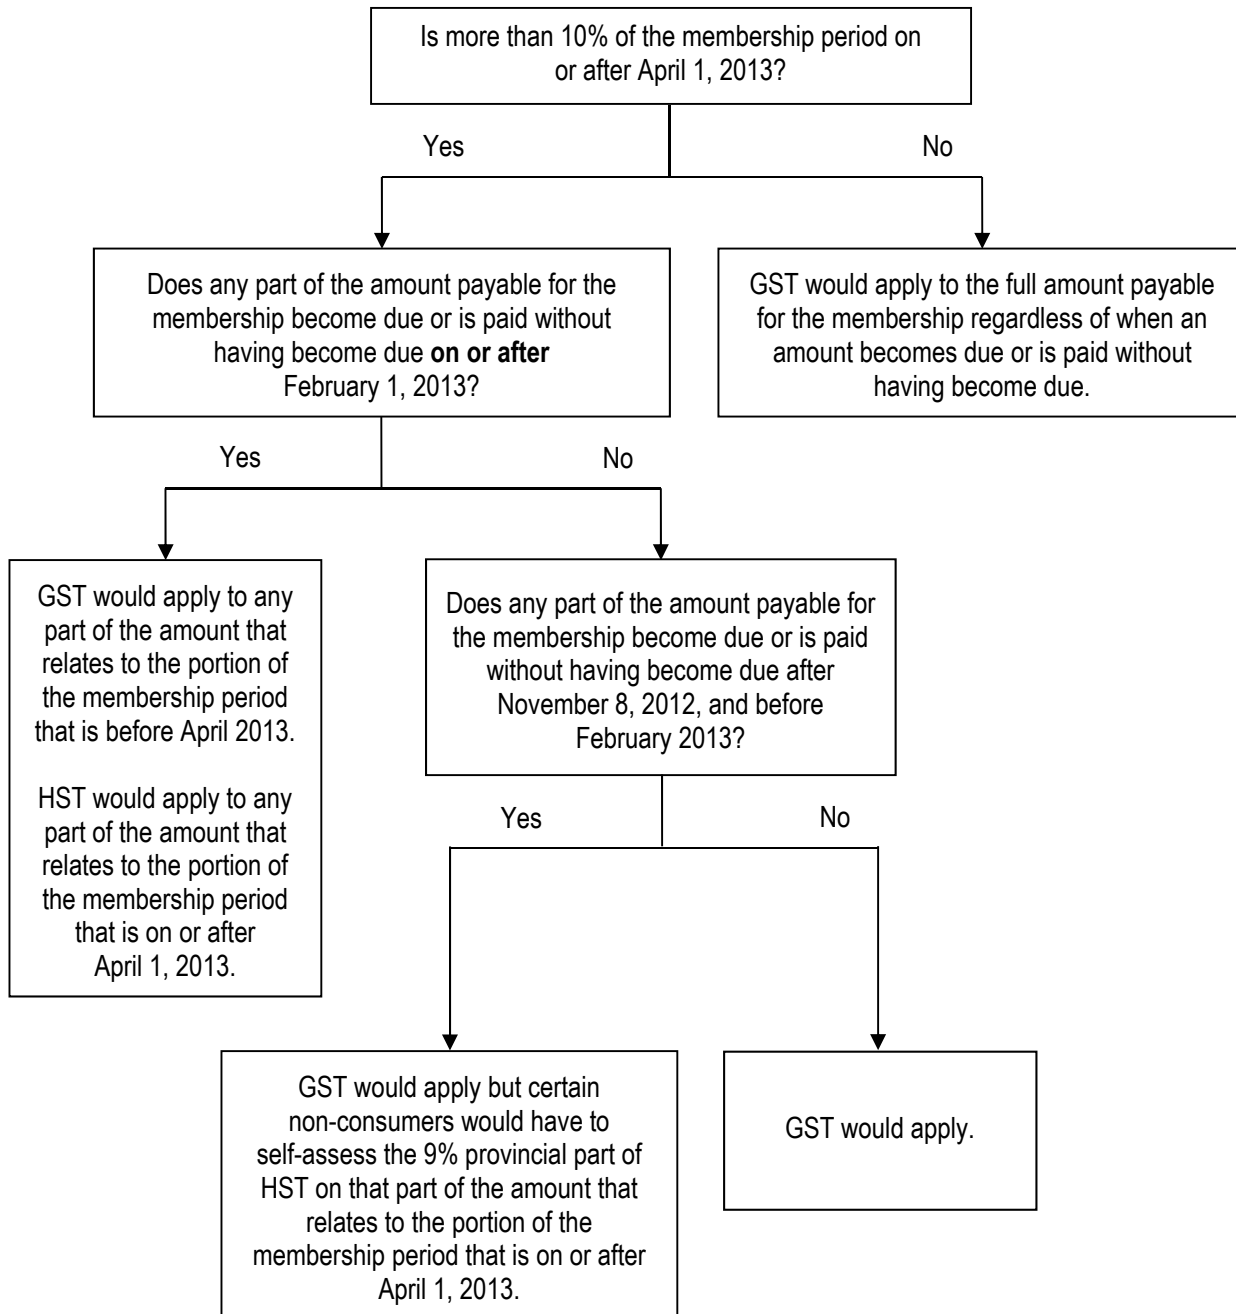 Is more than 10% of the membership period on
or after April 1, 2013?
Yes
No
Does any part of the amount payable for the
membership become due or is paid without
having become due on or after
February 1, 2013?
GST would apply to the full amount payable
for the membership regardless of when an
amount becomes due or is paid without
having become due.
Yes
No
GST would apply to any
part of the amount that
relates to the portion of
the membership period
that is before April 2013.
HST would apply to any
part of the amount that
relates to the portion of
the membership period
that is on or after
April 1, 2013.
Does any part of the amount payable for
the membership become due or is paid
without having become due after
November 8, 2012, and before
February 2013?
Yes
No
GST would apply but certain
non-consumers would have to
self-assess the 9% provincial part of
HST on that part of the amount that
relates to the portion of the
membership period that is on or after
April 1, 2013.
GST would apply.